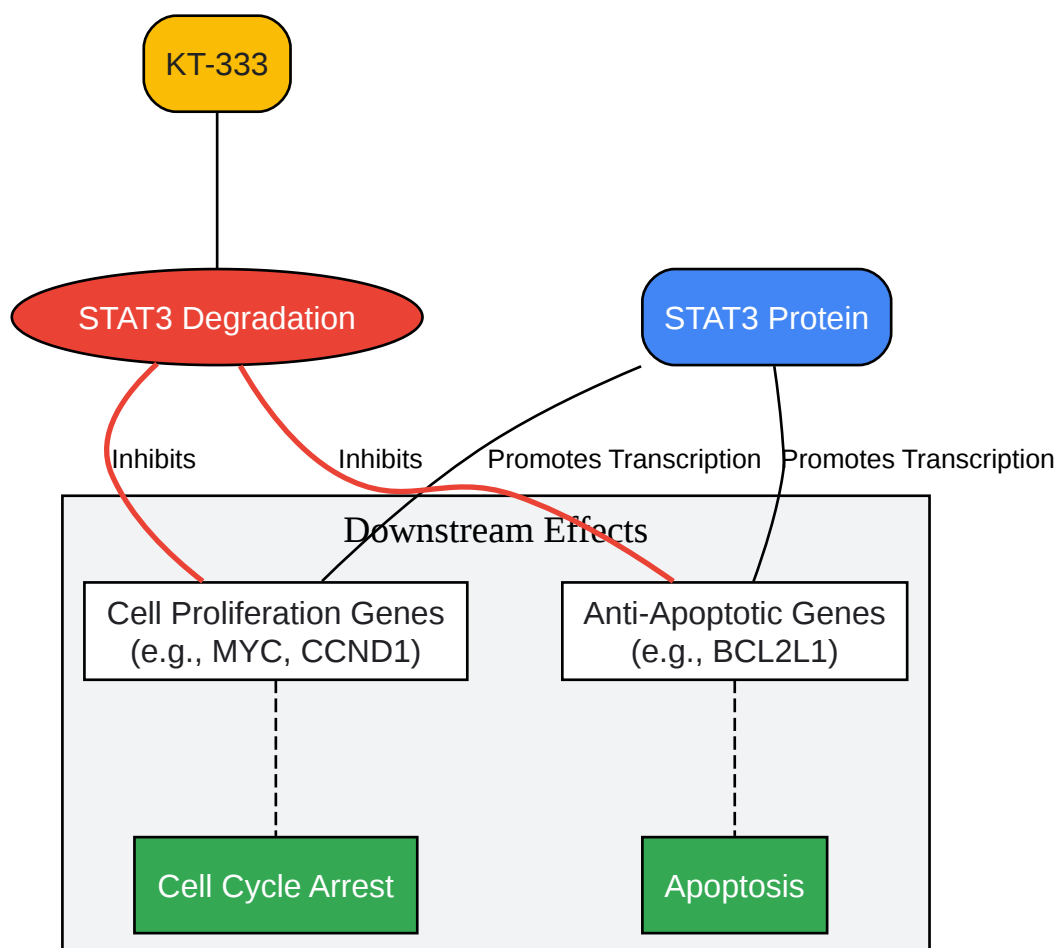 KT-333
STAT3 Degradation
STAT3 Protein
Inhibits
Inhibits
Promotes Transcription
Promotes Transcription
Downstream Effects
Cell Proliferation Genes
(e.g., MYC, CCND1)
Anti-Apoptotic Genes
(e.g., BCL2L1)
Cell Cycle Arrest
Apoptosis